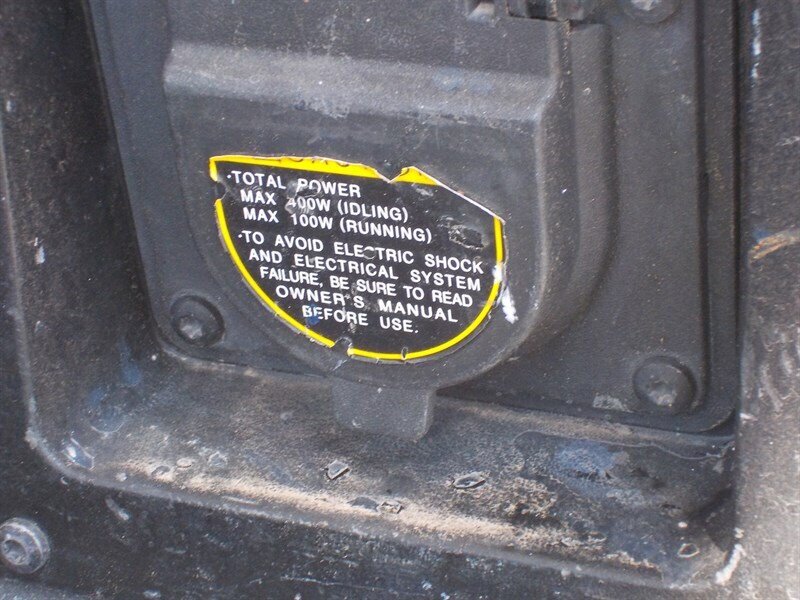 ·TOTAL POWER
MAX 400W (IDLING)
MAX 100W (RUNNING)
·TO AVOID ELECTRIC SHOCK
AND ELECTRICAL SYSTEM
FAILURE, BE SURE TO READ
OWNER'S MANUAL
BEFORE USE.